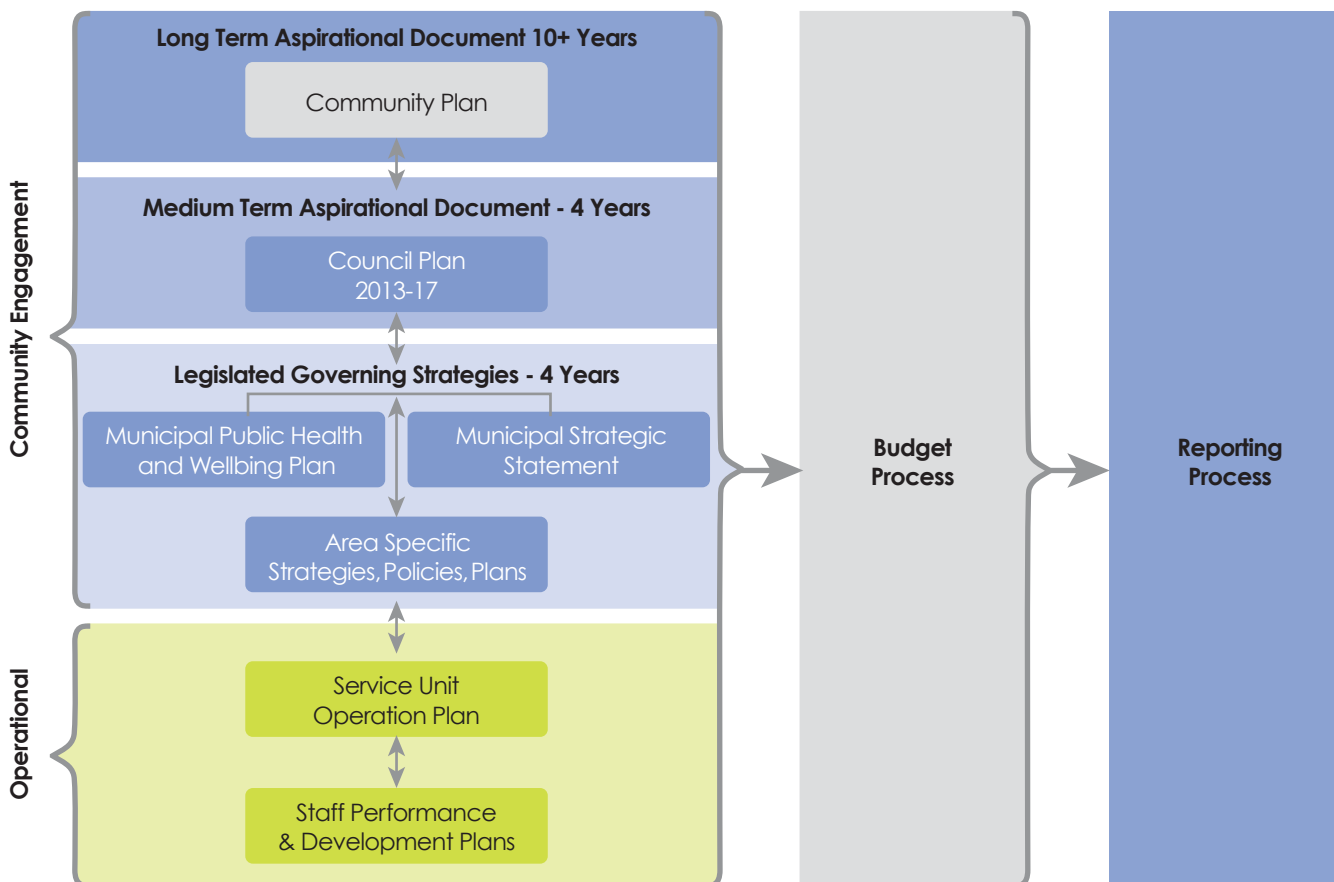 Long Term Aspirational Document 10+ Years
Community Plan
Medium Term Aspirational Document - 4 Years
Council Plan
2013-17
Community Engagement
Legislated Governing Strategies - 4 Years
Municipal Public Health
and Wellbing Plan
Municipal Strategic
Statement
Area Specific
Strategies, Policies, Plans
Operational
Service Unit
Operation Plan
Staff Performance
& Development Plans
Budget
Process
Reporting
Process